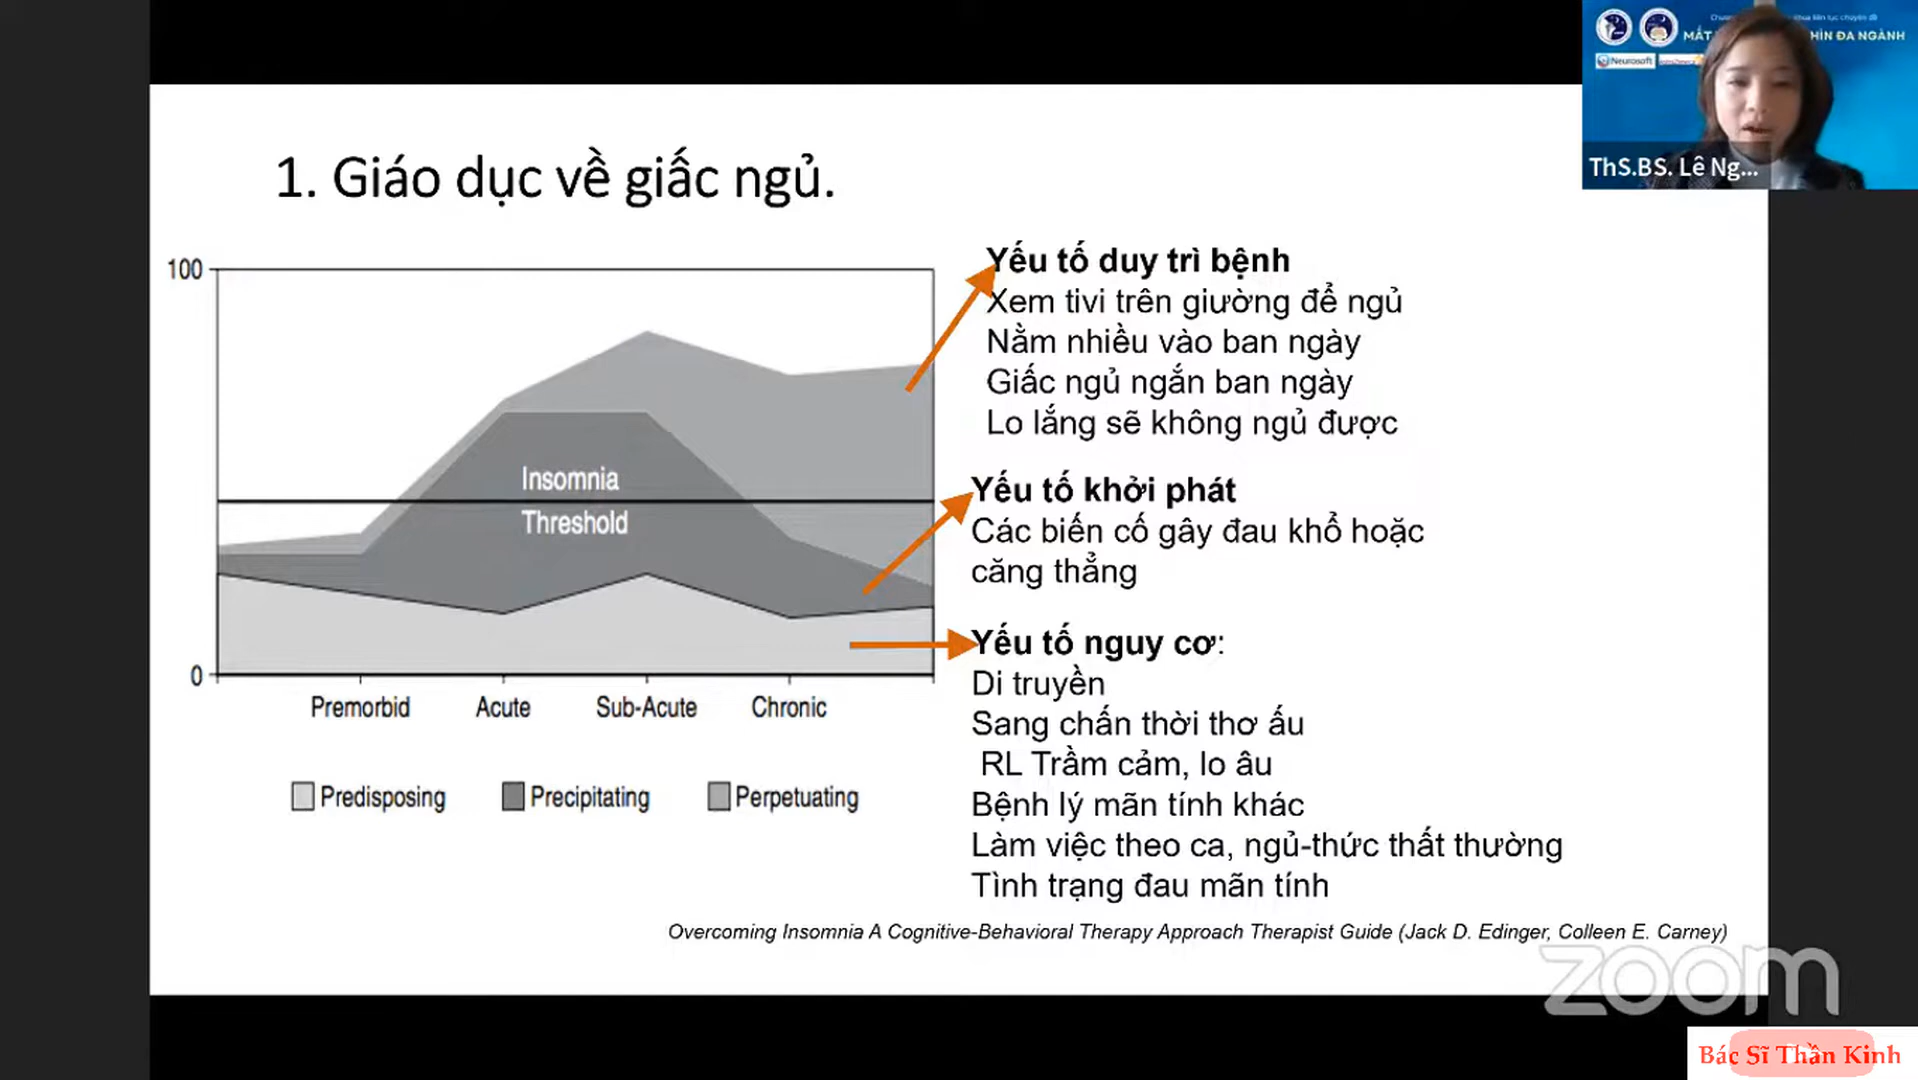 1. Giáo dục về giấc ngủ.
100
0
Insomnia
Threshold
Premorbid Acute Sub-Acute Chronic
Predisposing Precipitating Perpetuating
Yếu tố duy trì bệnh
Xem tivi trên giường để ngủ
Nằm nhiều vào ban ngày
Giấc ngủ ngắn ban ngày
Lo lắng sẽ không ngủ được
Yếu tố khởi phát
Các biến cố gây đau khổ hoặc
căng thẳng
Yếu tố nguy cơ:
Di truyền
Sang chấn thời thơ ấu
RL Trầm cảm, lo âu
Bệnh lý mãn tính khác
Làm việc theo ca, ngủ-thức thất thường
Tình trạng đau mãn tính
Overcoming Insomnia A Cognitive-Behavioral Therapy Approach Therapist Guide (Jack D. Edinger, Colleen E. Carney)
MẤT HÌN ĐA NGÀNH
Neurosoft
ThS.BS. Lê Ng...
zoom
Bác Sĩ Thần Kinh